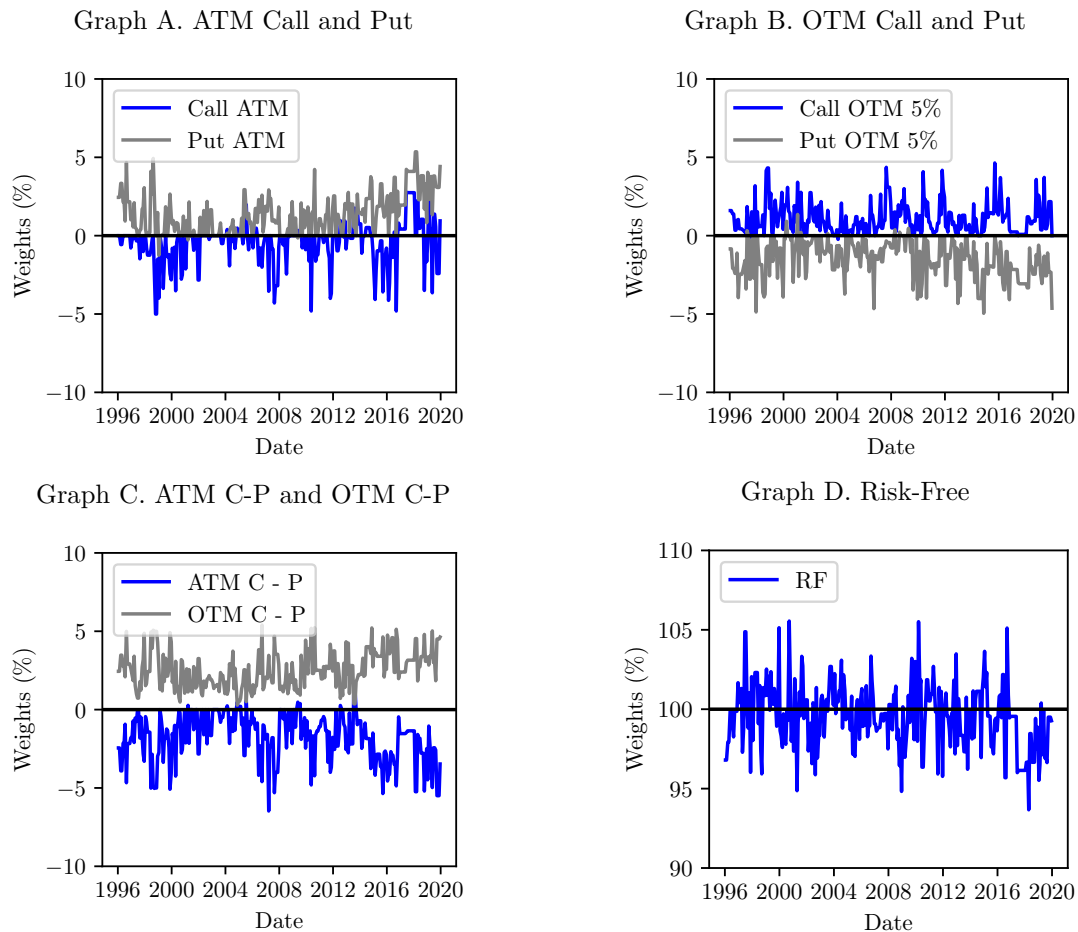 Graph A. ATM Call and Put
10
5
0
−5
−10
Weights (%)
Call ATM
Put ATM
1996 2000 2004 2008 2012 2016 2020
Date
Graph B. OTM Call and Put
10
5
0
−5
−10
Weights (%)
Call OTM 5%
Put OTM 5%
1996 2000 2004 2008 2012 2016 2020
Date
Graph C. ATM C-P and OTM C-P
10
5
0
−5
−10
Weights (%)
ATM C - P
OTM C - P
1996 2000 2004 2008 2012 2016 2020
Date
Graph D. Risk-Free
110
105
100
95
90
Weights (%)
RF
1996 2000 2004 2008 2012 2016 2020
Date